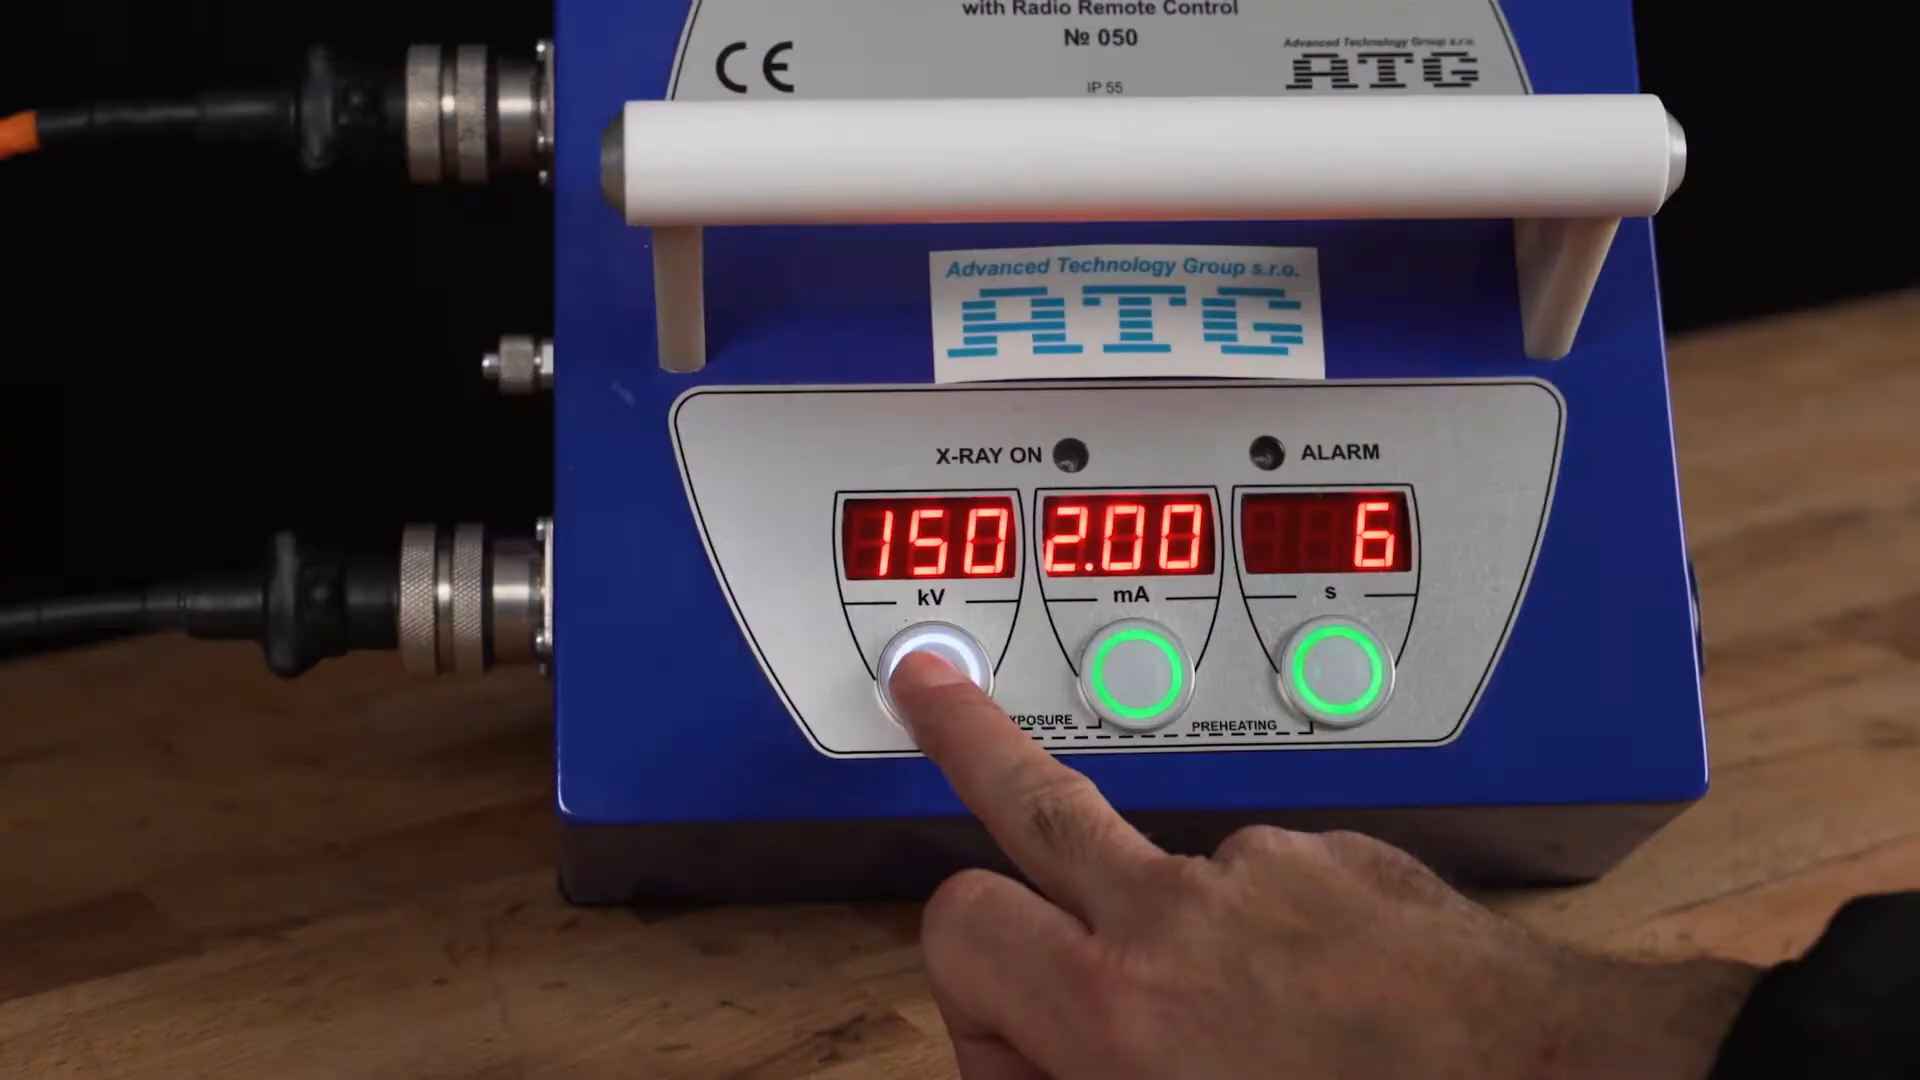 with Radio Remote Control
№ 050
CE
IP 55
Advanced Technology Group s.r.o.
ATG
Advanced Technology Group s.r.o.
ATG
X-RAY ON
ALARM
150
2.00
6
kV
mA
s
XPOSURE
PREHEATING